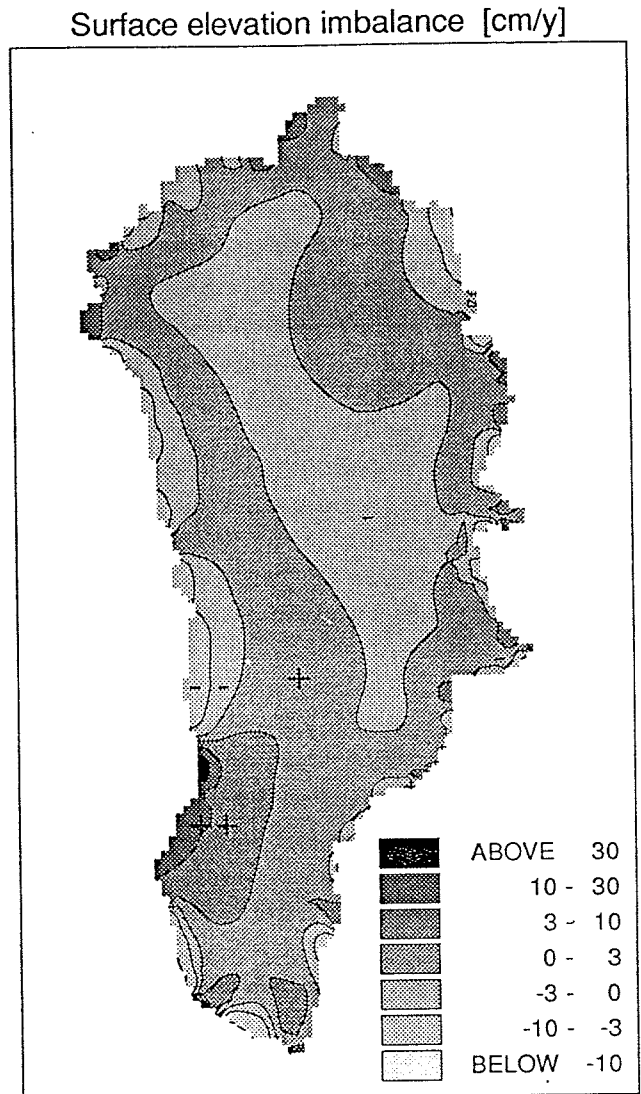 Surface elevation imbalance [cm/y]
-
+
- -
+ +
ABOVE 30
10 - 30
3 - 10
0 - 3
-3 - 0
-10 - -3
BELOW -10